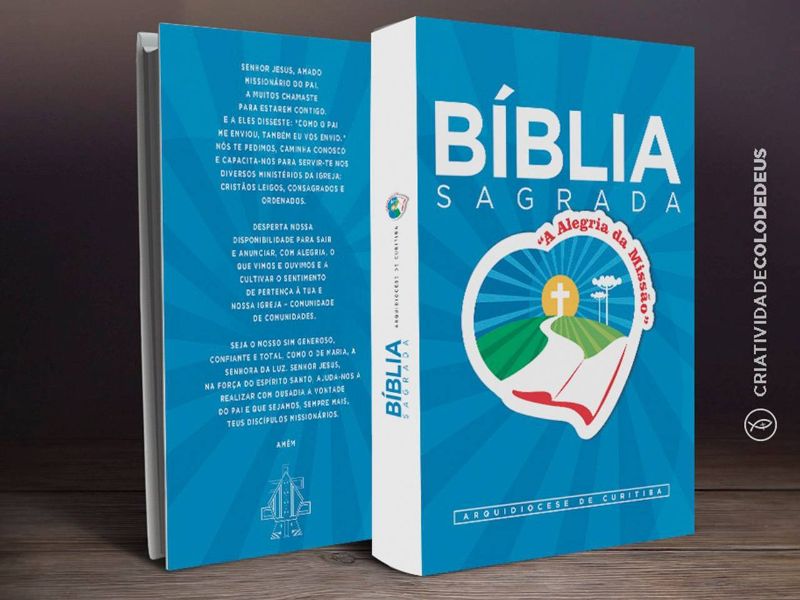 SENHOR JESUS, AMADO
MISSIONÁRIO DO PAI,
A MUITOS CHAMASTE
PARA ESTAREM CONTIGO.
E A ELES DISSESTE: "COMO O PAI
ME ENVIOU, TAMBÉM EU VOS ENVIO."
NÓS TE PEDIMOS, CAMINHA CONOSCO
E CAPACITA-NOS PARA SERVIR-TE NOS
DIVERSOS MINISTÉRIOS DA IGREJA:
CRISTÃOS LEIGOS, CONSAGRADOS E
ORDENADOS.
DESPERTA NOSSA
DISPONIBILIDADE PARA SAIR
E ANUNCIAR, COM ALEGRIA, O
QUE VIMOS E OUVIMOS E A
CULTIVAR O SENTIMENTO
DE PERTENÇA À TUA E
NOSSA IGREJA – COMUNIDADE
DE COMUNIDADES.
SEJA O NOSSO SIM GENEROSO,
CONFIANTE E TOTAL, COMO O DE MARIA, A
SENHORA DA LUZ. SENHOR JESUS,
NA FORÇA DO ESPÍRITO SANTO, AJUDA-NOS A
REALIZAR COM OUSADIA A VONTADE
DO PAI E QUE SEJAMOS, SEMPRE MAIS,
TEUS DISCÍPULOS MISSIONÁRIOS.
AMÉM
BÍBLIA
SAGRADA
ARQUIDIOCESE DE CURITIBA
BÍBLIA
SAGRADA
"A Alegria da Missão"
ARQUIDIOCESE DE CURITIBA
CRIATIVIDADECOLODEDEUS